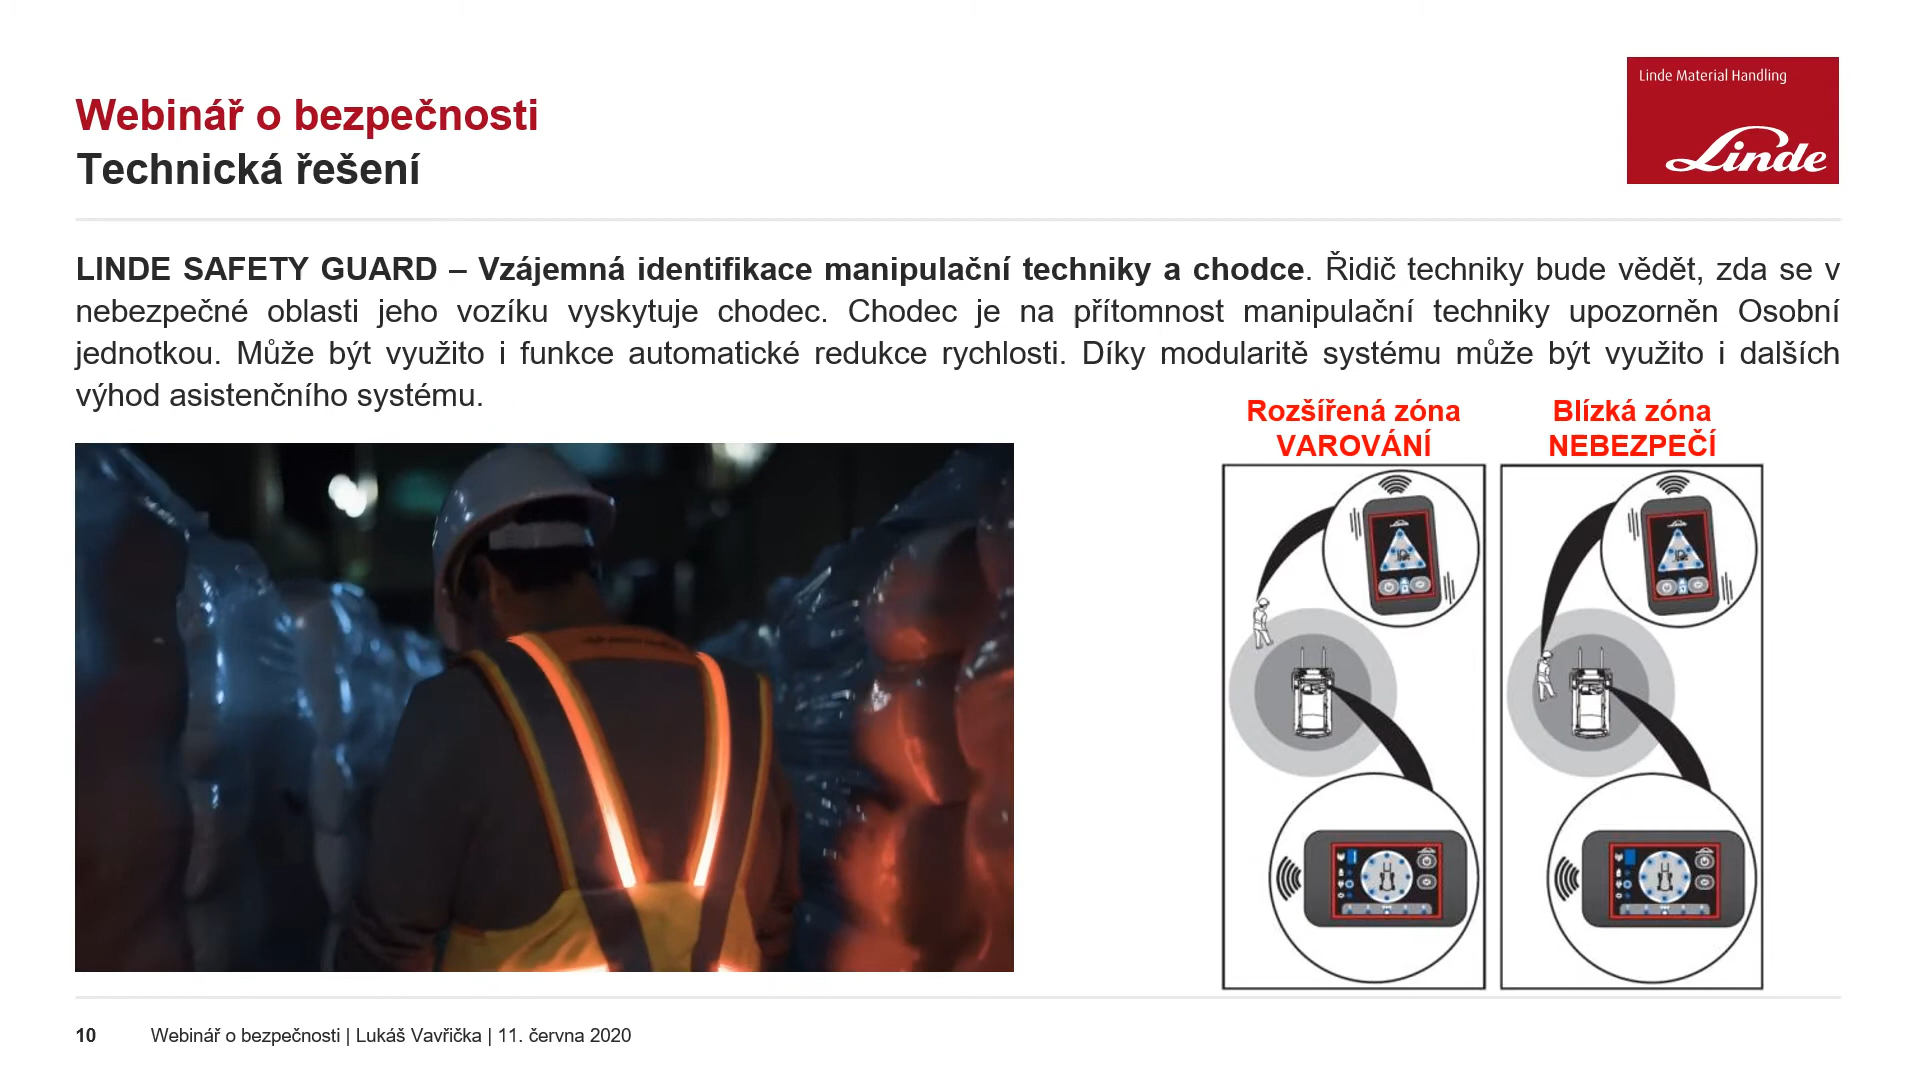 Linde Material Handling
Linde
Webinář o bezpečnosti
Technická řešení
LINDE SAFETY GUARD – Vzájemná identifikace manipulační techniky a chodce. Řidič techniky bude vědět, zda se v
nebezpečné oblasti jeho vozíku vyskytuje chodec. Chodec je na přítomnost manipulační techniky upozorněn Osobní
jednotkou. Může být využito i funkce automatické redukce rychlosti. Díky modularitě systému může být využito i dalších
výhod asistenčního systému.
Rozšířená zóna
VAROVÁNÍ
Blízká zóna
NEBEZPEČÍ
10 Webinář o bezpečnosti | Lukáš Vavřička | 11. června 2020